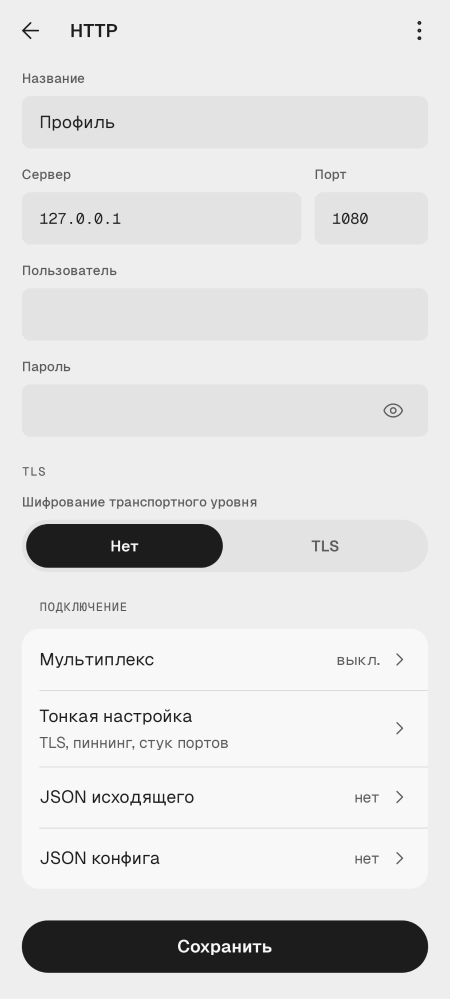 HTTP
Название
Профиль
Сервер
Порт
127.0.0.1
1080
Пользователь
Пароль
TLS
Шифрование транспортного уровня
Нет
TLS
ПОДКЛЮЧЕНИЕ
Мультиплекс
выкл.
Тонкая настройка
TLS, пиннинг, стук портов
JSON исходящего
нет
JSON конфига
нет
Сохранить